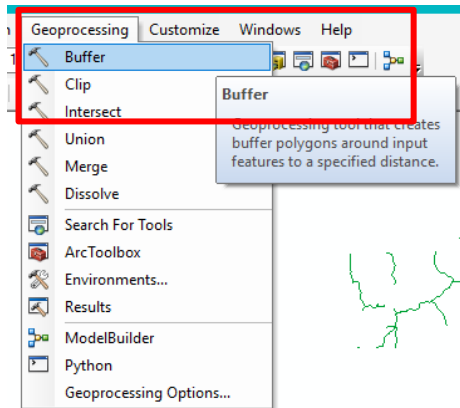 Geoprocessing Customize Windows Help
Buffer
Clip
Buffer
Intersect
Geoprocessing tool that creates
buffer polygons around input
features to a specified distance.
Union
Merge
Dissolve
Search For Tools
ArcToolbox
Environments...
Results
ModelBuilder
Python
Geoprocessing Options...